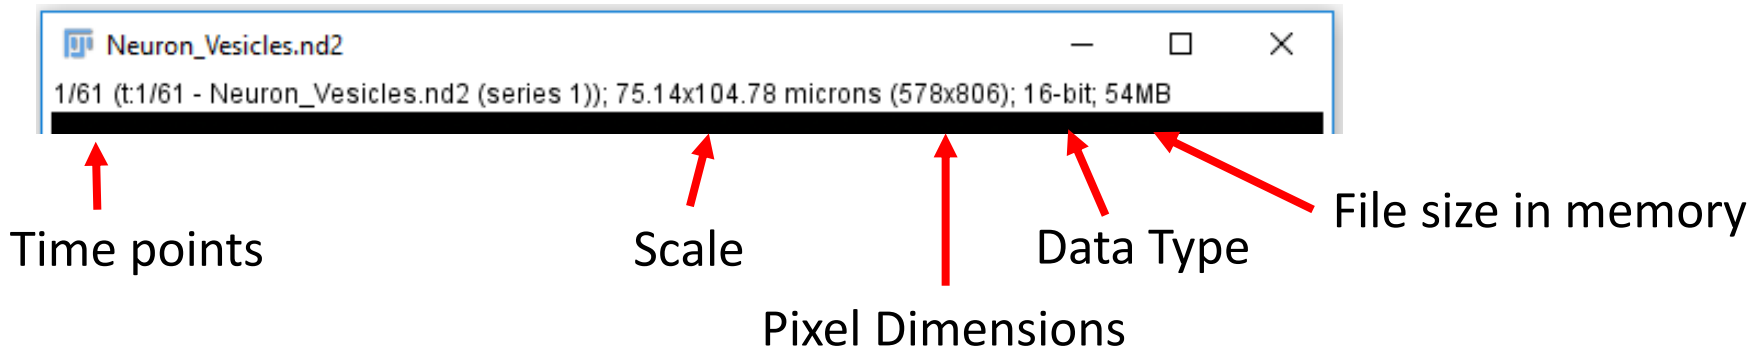 Neuron_Vesicles.nd2
1/61 (t:1/61 - Neuron_Vesicles.nd2 (series 1)); 75.14x104.78 microns (578x806); 16-bit; 54MB
File size in memory
Time points
Scale
Data Type
Pixel Dimensions